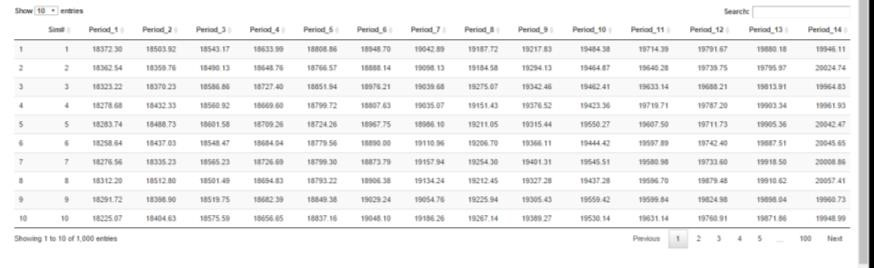 Show 10 entries Search:
Sim# Period_1 Period_2 Period_3 Period_4 Period_5 Period_6 Period_7 Period_8 Period_9 Period_10 Period_11 Period_12 Period_13 Period_14
1 1 18372.30 18503.92 18543.17 18633.99 18808.86 18948.70 19042.89 19187.72 19217.83 19484.38 19714.39 19791.67 19880.18 19946.11
2 2 18362.54 18359.76 18490.13 18648.76 18766.57 18888.14 19098.13 19184.58 19294.13 19464.87 19640.28 19739.75 19795.97 20024.74
3 3 18323.22 18370.23 18586.86 18727.40 18851.94 18976.21 19039.68 19275.07 19342.46 19462.41 19633.14 19688.21 19813.91 19964.83
4 4 18278.68 18432.33 18560.92 18669.60 18799.72 18807.63 19035.07 19151.43 19376.52 19423.36 19719.71 19787.20 19903.34 19961.93
5 5 18283.74 18488.73 18601.58 18709.26 18724.26 18967.75 18986.10 19211.05 19315.44 19550.27 19607.50 19711.73 19905.36 20042.47
6 6 18258.64 18437.03 18548.47 18684.04 18779.56 18890.00 19110.96 19206.70 19366.11 19444.42 19597.89 19742.40 19887.51 20045.65
7 7 18276.56 18335.23 18565.23 18726.69 18799.30 18873.79 19157.94 19254.30 19401.31 19545.51 19580.98 19733.60 19918.50 20008.86
8 8 18312.20 18512.80 18501.49 18694.83 18793.22 18906.38 19134.24 19212.45 19327.28 19437.28 19596.70 19879.48 19910.62 20057.41
9 9 18291.72 18398.90 18519.75 18682.39 18849.38 19029.24 19054.76 19225.94 19305.43 19559.42 19599.84 19824.98 19898.04 19960.73
10 10 18225.07 18404.63 18575.59 18656.65 18837.16 19048.10 19186.26 19267.14 19389.27 19530.14 19631.14 19760.91 19871.86 19948.99
Showing 1 to 10 of 1,000 entries Previous 1 2 3 4 5 ... 100 Next